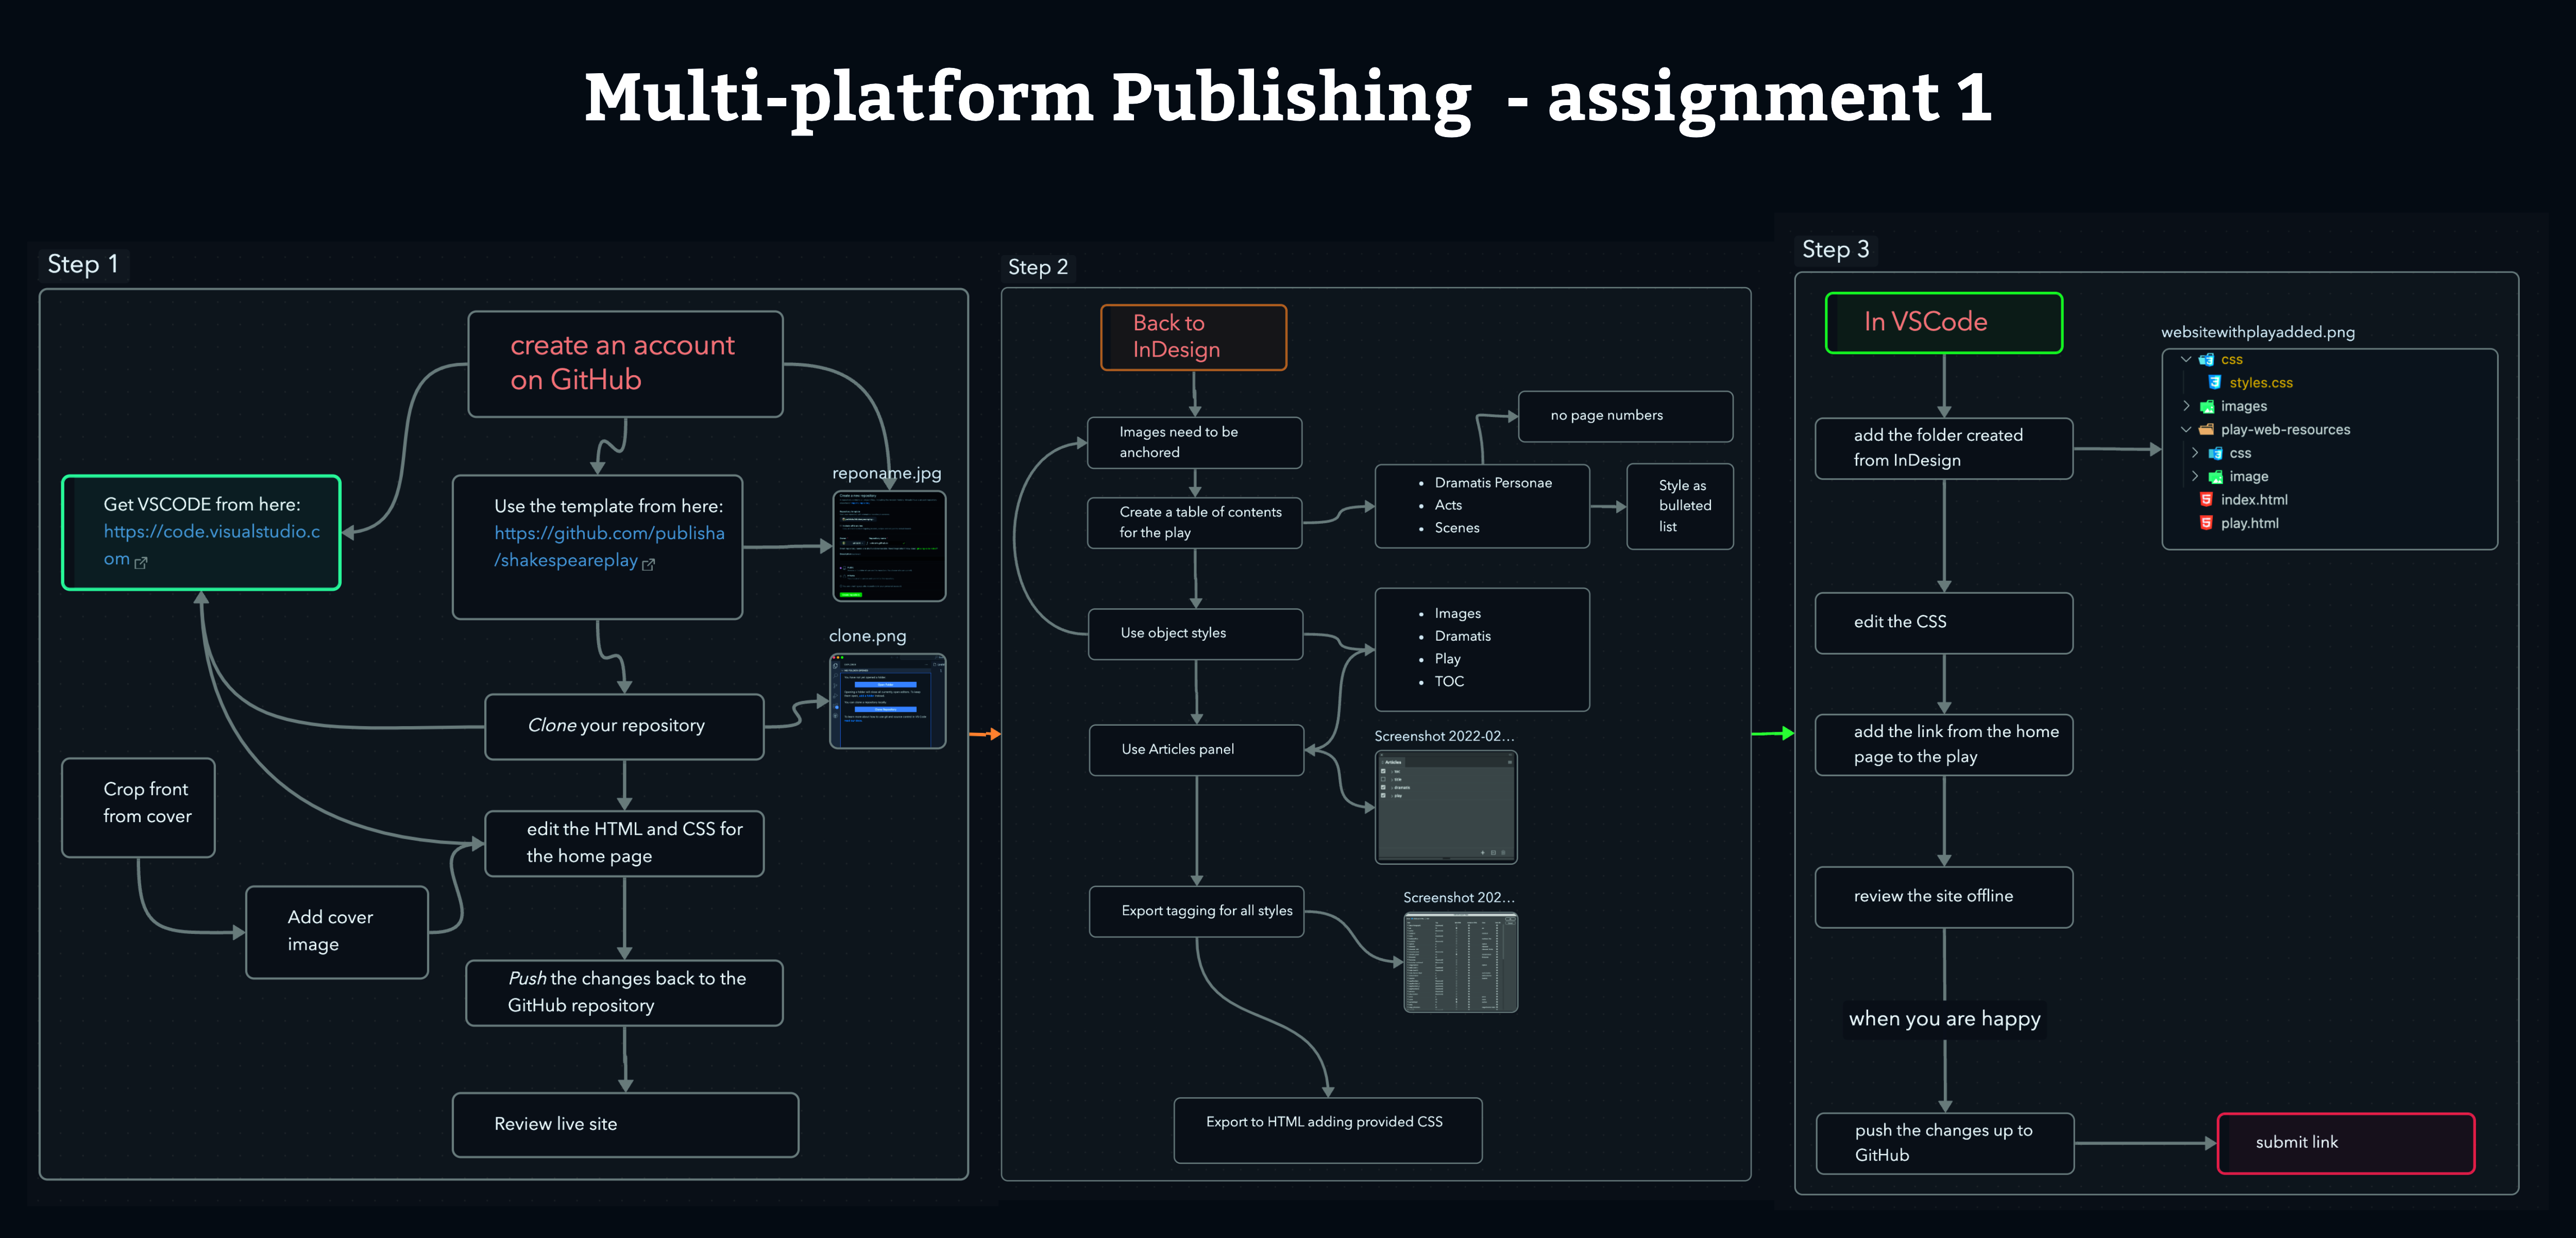 Multi-platform Publishing - assignment 1
Step 1
create an account
on GitHub
Get VSCODE from here:
https://code.visualstudio.c
om
Use the template from here:
https://github.com/publisha
/shakespeareplay
reponame.jpg
Create a new repository
clone.png
Clone your repository
Crop front
from cover
Add cover
image
edit the HTML and CSS for
the home page
Push the changes back to the
GitHub repository
Review live site
Step 2
Back to
InDesign
Images need to be
anchored
Create a table of contents
for the play
• Dramatis Personae
• Acts
• Scenes
no page numbers
Style as
bulleted
list
Use object styles
• Images
• Dramatis
• Play
• TOC
Use Articles panel
Screenshot 2022-02...
Articles
toc
title
dramatis
play
Export tagging for all styles
Screenshot 202...
Export to HTML adding provided CSS
Step 3
In VSCode
add the folder created
from InDesign
websitewithplayadded.png
css
styles.css
images
play-web-resources
css
image
index.html
play.html
edit the CSS
add the link from the home
page to the play
review the site offline
when you are happy
push the changes up to
GitHub
submit link